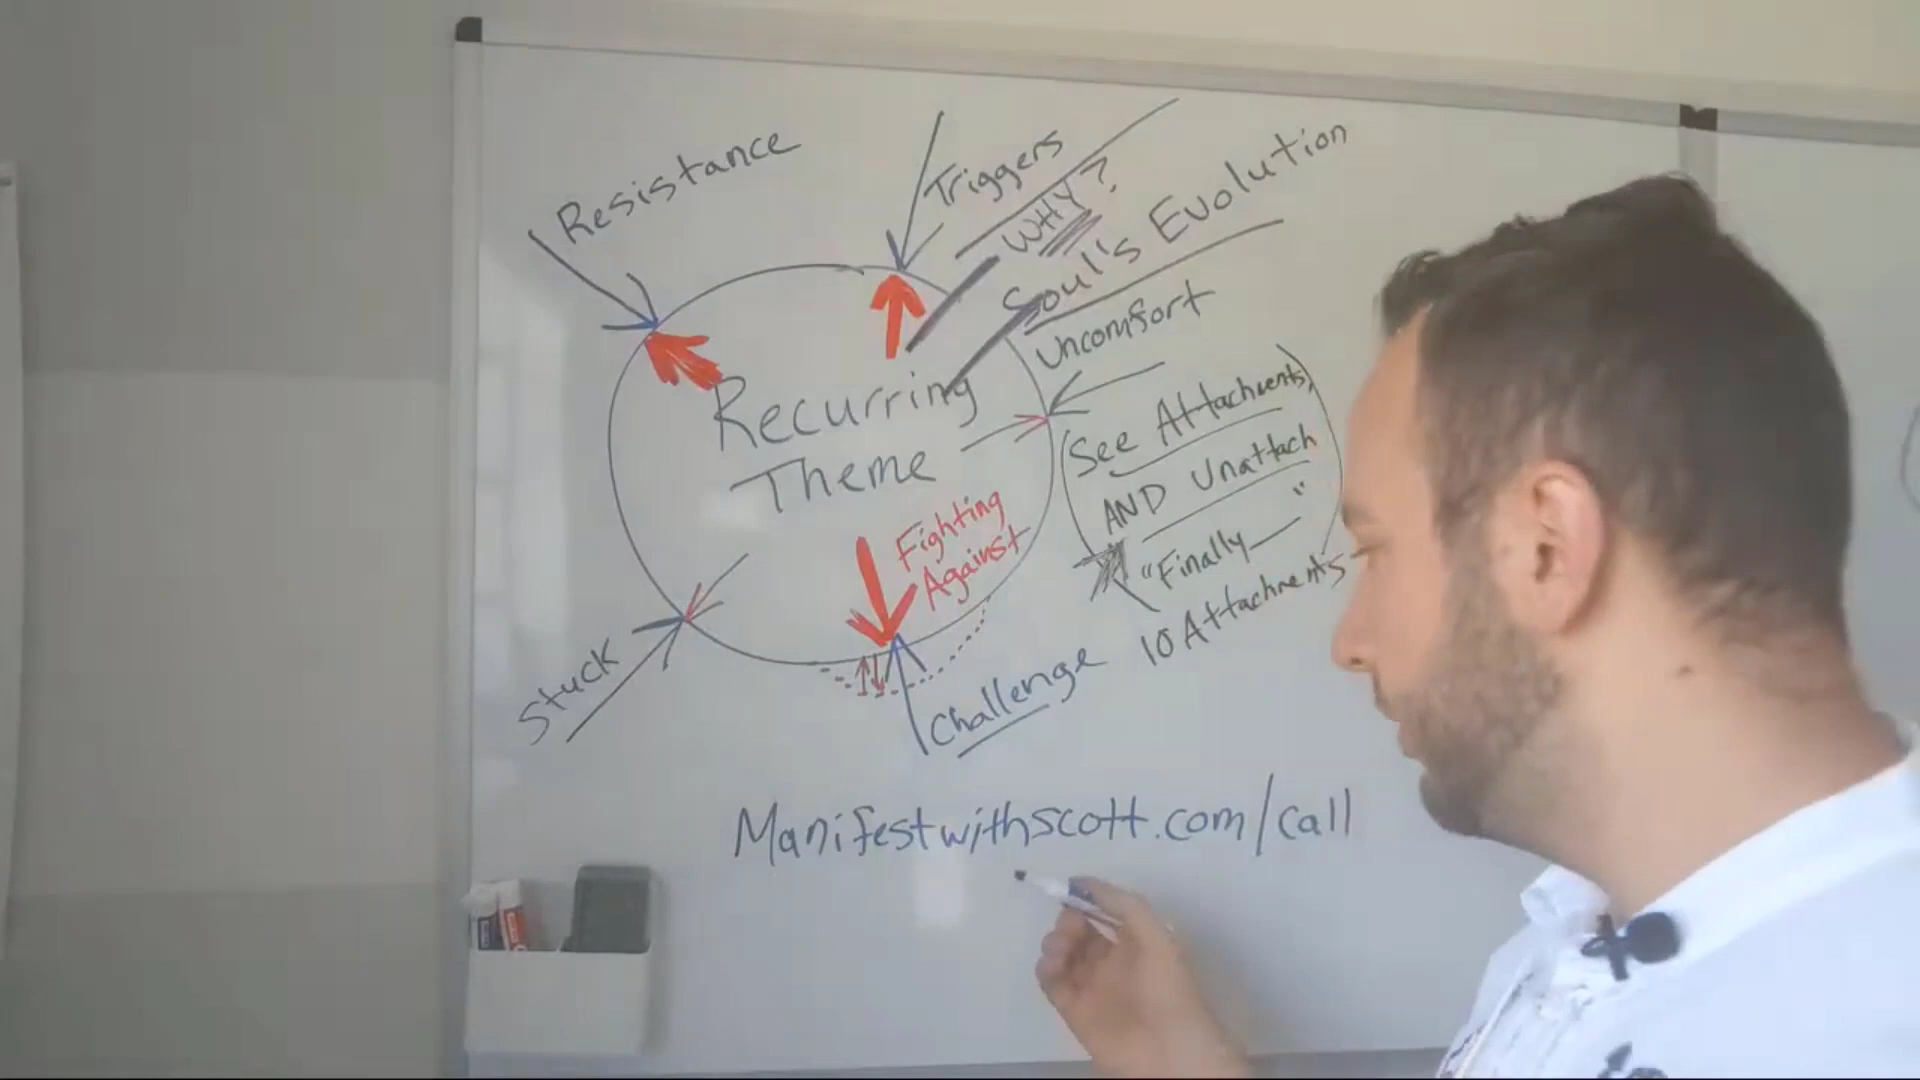 Resistance
Triggers
WHY?
Soul's Evolution
Uncomfort
Recurring
Theme
See Attachments,
AND Unattach
"Finally — "
10 Attachments
Fighting
Against
Stuck
Challenge
Manifestwithscott.com/call